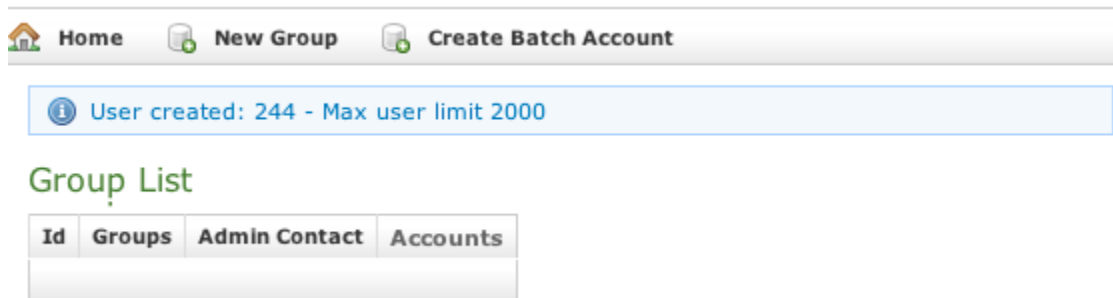 Home New Group Create Batch Account
User created: 244 - Max user limit 2000
Group List
Id Groups Admin Contact Accounts